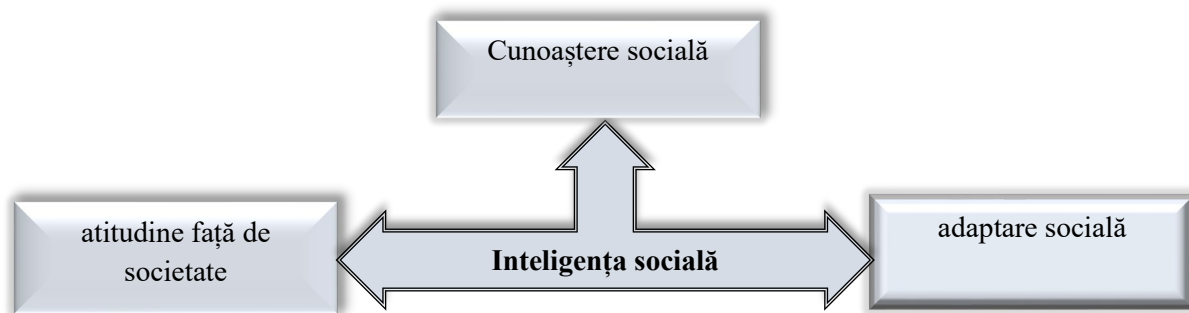 Cunoaștere socială
atitudine față de
societate
Inteligența socială
adaptare socială